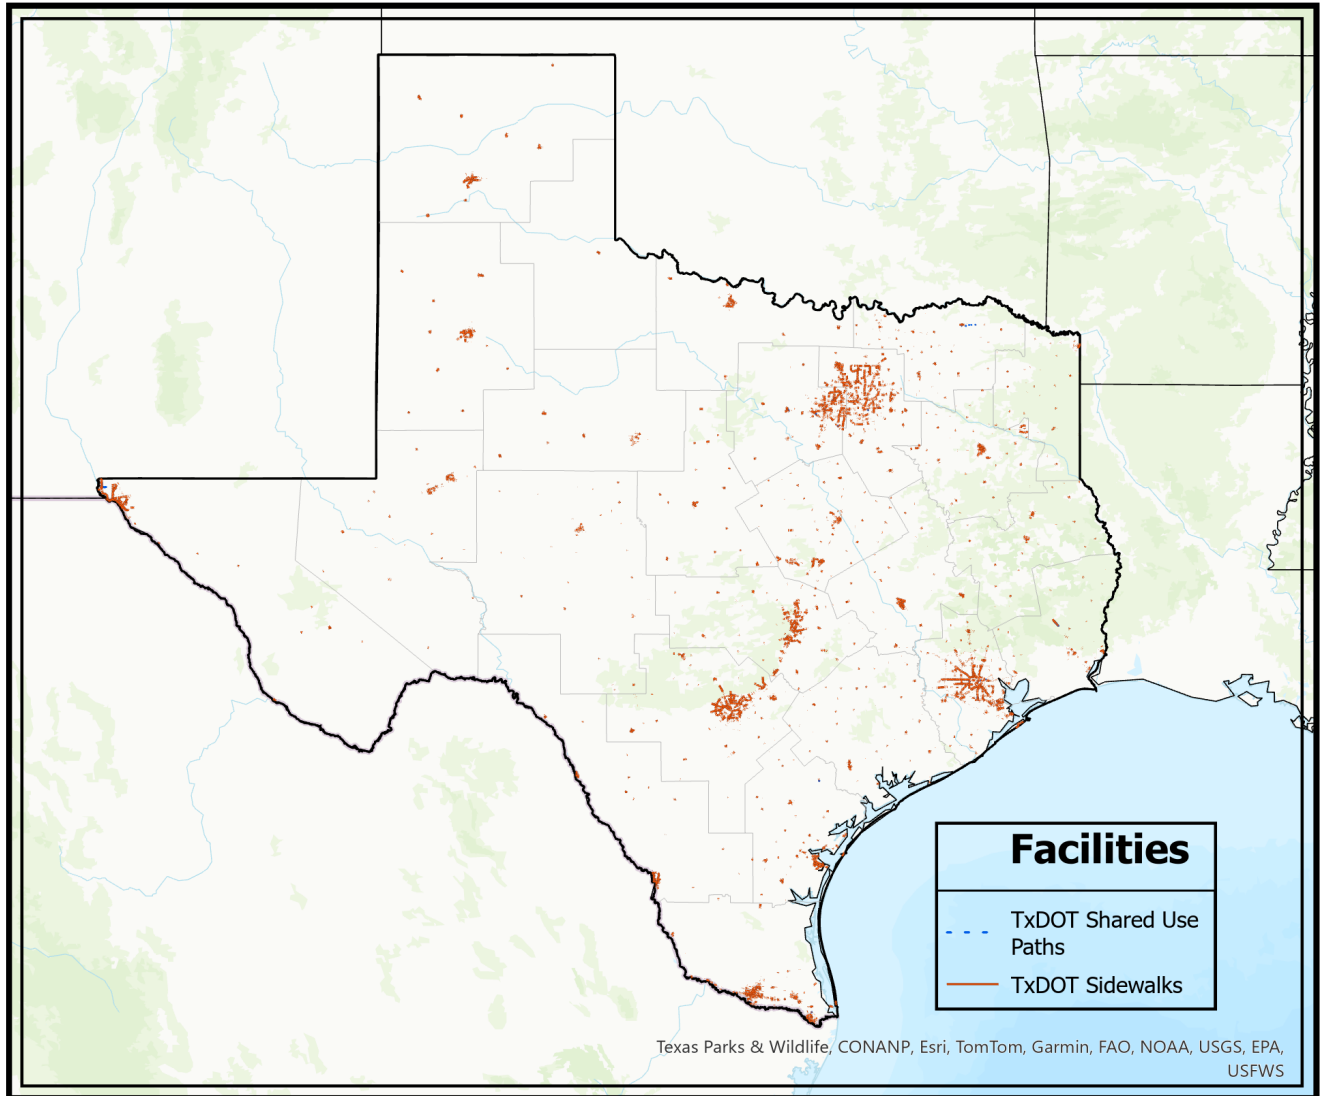 Facilities
TxDOT Shared Use
Paths
TxDOT Sidewalks
Texas Parks & Wildlife, CONANP, Esri, TomTom, Garmin, FAO, NOAA, USGS, EPA,
USFWS